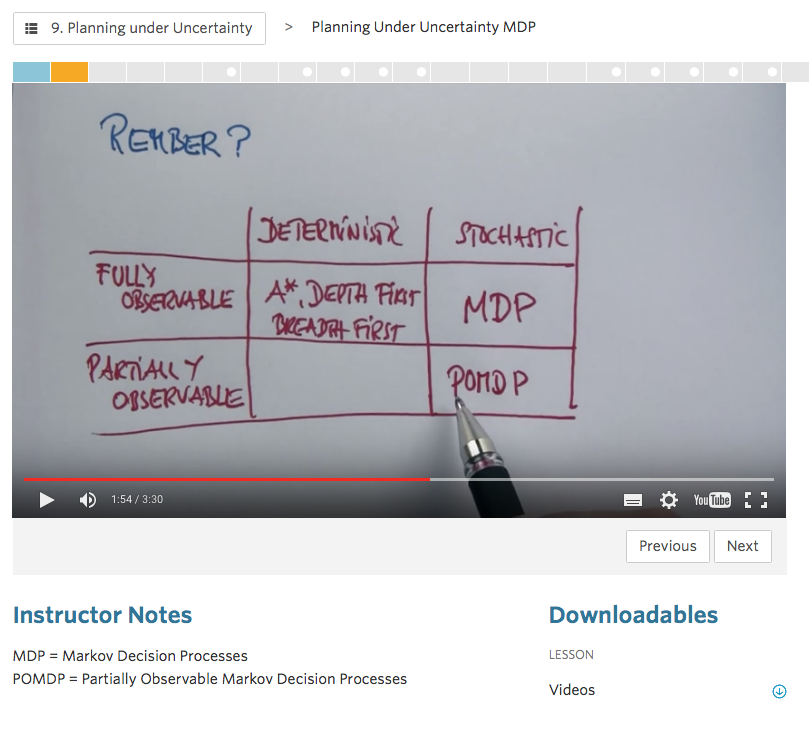 9. Planning under Uncertainty > Planning Under Uncertainty MDP
REMBER?
DETERMINISTIC STOCHASTIC
FULLY
OBSERVABLE
A*, DEPTH FIRST
BREADTH FIRST
MDP
PARTIALLY
OBSERVABLE
POMDP
1:54 / 3:30
YouTube
Previous Next
Instructor Notes
MDP = Markov Decision Processes
POMDP = Partially Observable Markov Decision Processes
Downloadables
LESSON
Videos